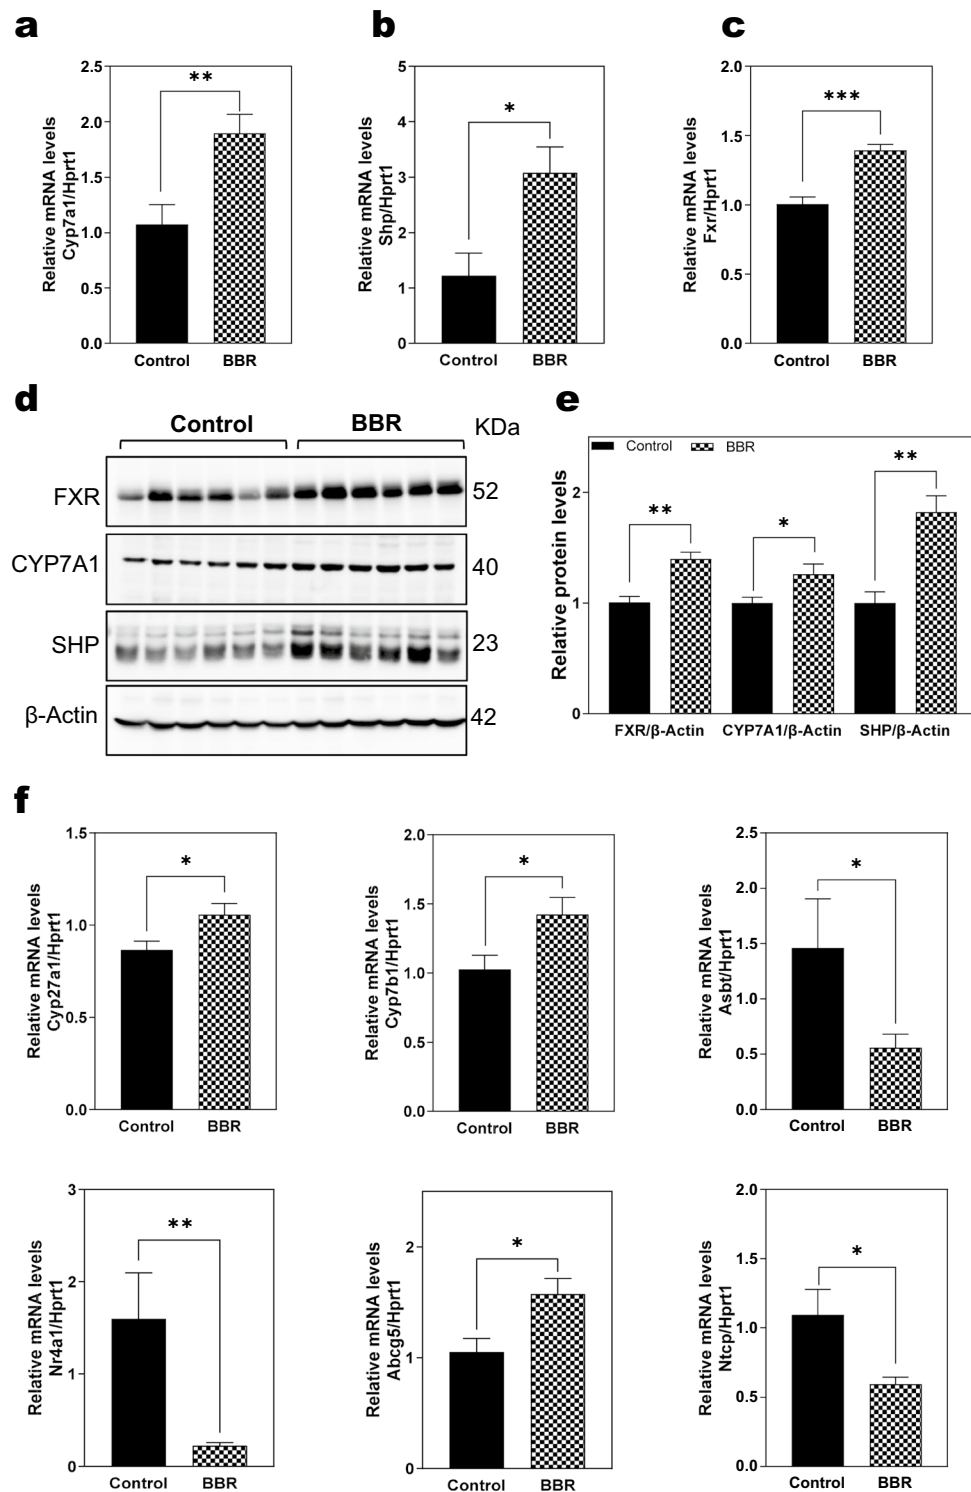 a
b
c
Relative mRNA levels
Cyp7a1/Hprt1
2.5
2.0
1.5
1.0
0.5
0.0
**
Control BBR
Relative mRNA levels
Shp/Hprt1
5
4
3
2
1
0
*
Control BBR
Relative mRNA levels
Fxr/Hprt1
2.0
1.5
1.0
0.5
0.0
***
Control BBR
d
Control BBR KDa
FXR 52
CYP7A1 40
SHP 23
β-Actin 42
e
Control BBR
Relative protein levels
2
1
0
**
*
**
FXR/β-Actin CYP7A1/β-Actin SHP/β-Actin
f
Relative mRNA levels
Cyp27a1/Hprt1
1.5
1.0
0.5
0.0
*
Control BBR
Relative mRNA levels
Cyp7b1/Hprt1
2.0
1.5
1.0
0.5
0.0
*
Control BBR
Relative mRNA levels
Asbt/Hprt1
2.5
2.0
1.5
1.0
0.5
0.0
*
Control BBR
Relative mRNA levels
Nr4a1/Hprt1
3
2
1
0
**
Control BBR
Relative mRNA levels
Abcg5/Hprt1
2
1
0
*
Control BBR
Relative mRNA levels
Ntcp/Hprt1
2.0
1.5
1.0
0.5
0.0
*
Control BBR